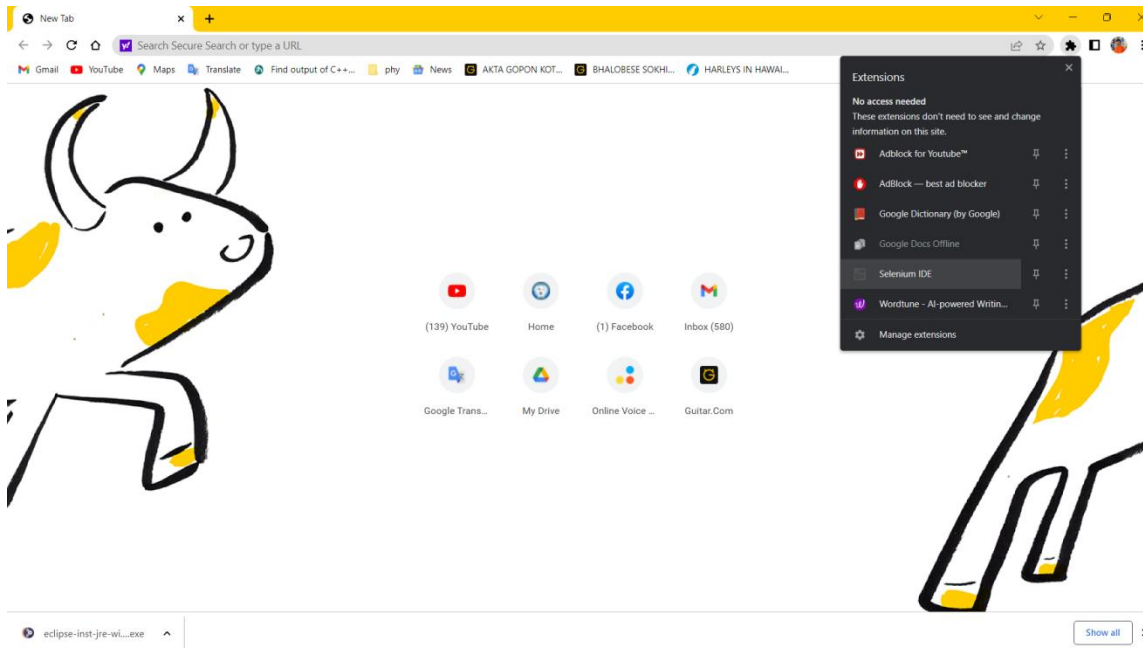 New Tab
Search Secure Search or type a URL
Gmail YouTube Maps Translate Find output of C++... phy News AKTA GOPON KOT... BHALOBESE SOKHI... HARLEYS IN HAWAI...
Extensions
No access needed
These extensions don't need to see and change
information on this site.
Adblock for Youtube™
AdBlock — best ad blocker
Google Dictionary (by Google)
Google Docs Offline
Selenium IDE
Wordtune - AI-powered Writin...
Manage extensions
(139) YouTube Home (1) Facebook Inbox (580)
Google Trans... My Drive Online Voice ... Guitar.Com
eclipse-inst-jre-wi....exe
Show all